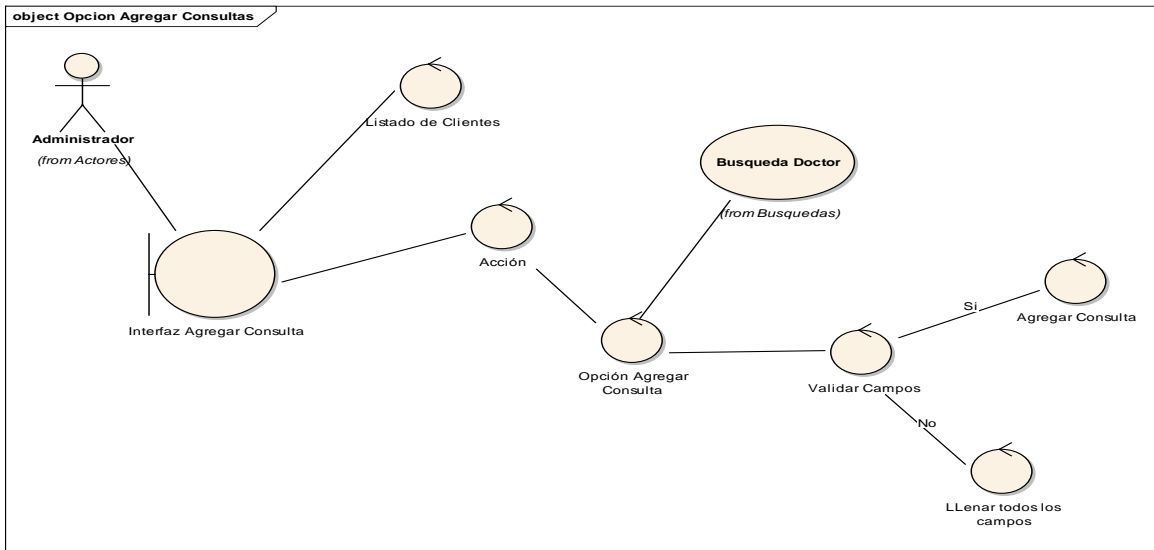 object Opcion Agregar Consultas
Administrador
(from Actores)
Listado de Clientes
Busqueda Doctor
(from Busquedas)
Acción
Interfaz Agregar Consulta
Opción Agregar
Consulta
Validar Campos
Si
Agregar Consulta
No
LLenar todos los
campos